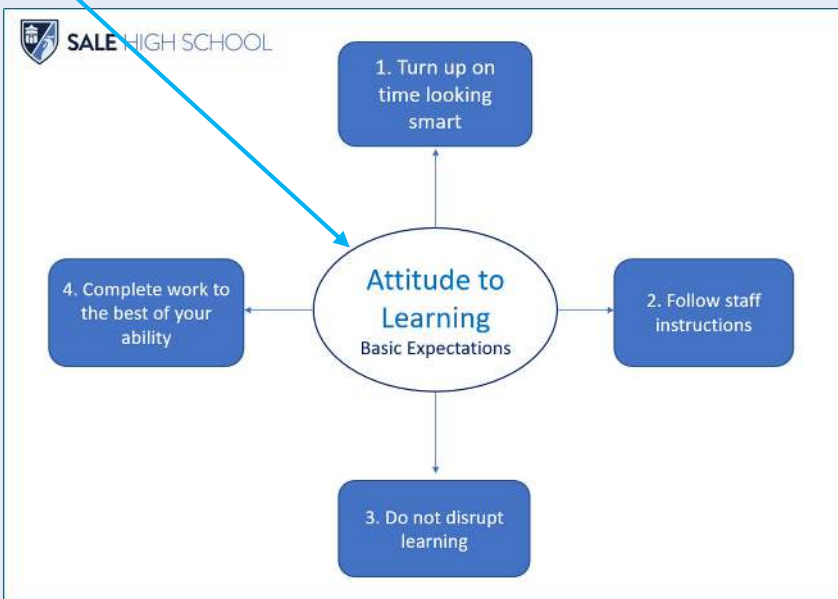 SALE HIGH SCHOOL
1. Turn up on
time looking
smart
Attitude to
Learning
Basic Expectations
4. Complete work to
the best of your
ability
2. Follow staff
instructions
3. Do not disrupt
learning